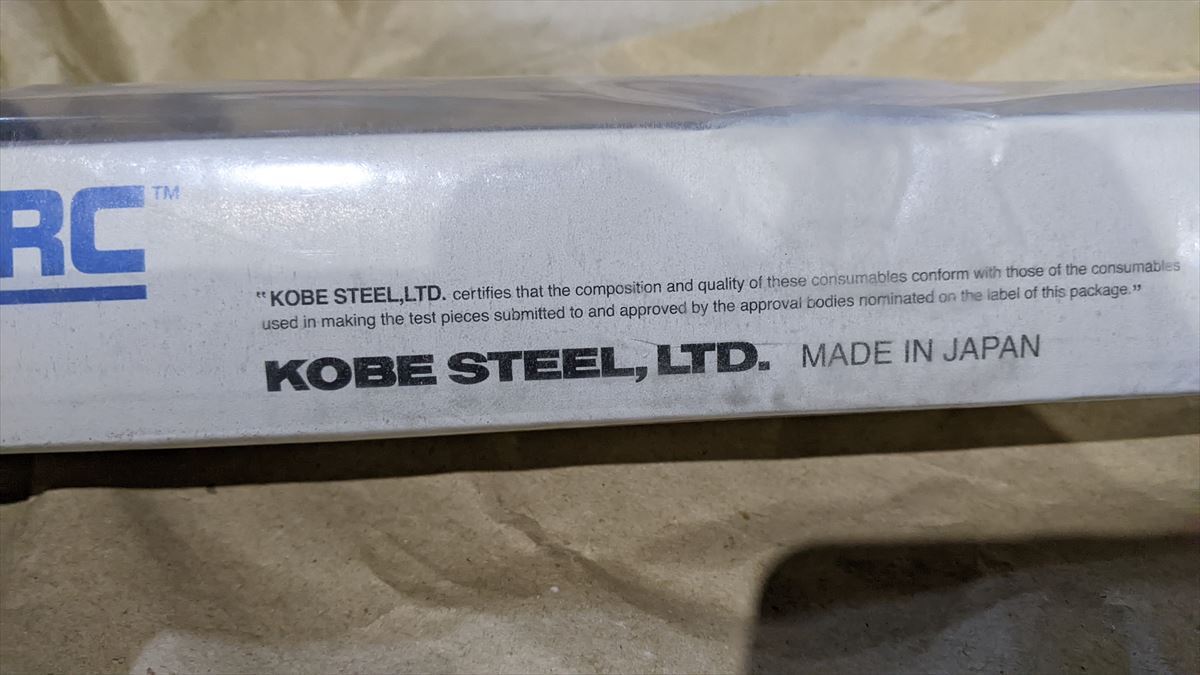 RC™
“KOBE STEEL,LTD. certifies that the composition and quality of these consumables conform with those of the consumables
used in making the test pieces submitted to and approved by the approval bodies nominated on the label of this package.”
KOBE STEEL, LTD. MADE IN JAPAN